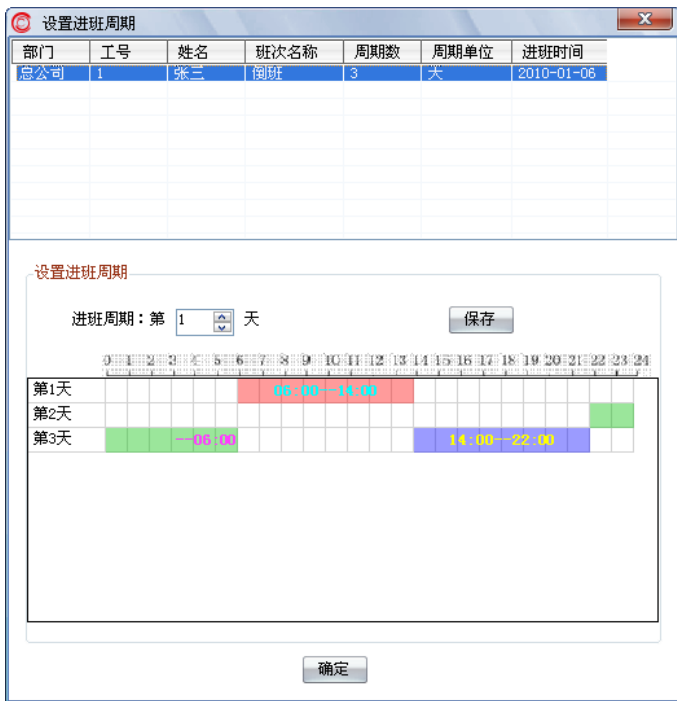 设置进班周期
部门 工号 姓名 班次名称 周期数 周期单位 进班时间
总公司 1 张三 倒班 3 天 2010-01-06
设置进班周期
进班周期：第 1 天 保存
0 1 2 3 4 5 6 7 8 9 10 11 12 13 14 15 16 17 18 19 20 21 22 23 24
第1天 06:00--14:00
第2天
第3天 --06:00 14:00--22:00
确定